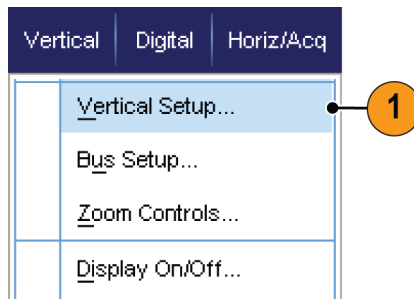 Vertical Digital Horiz/Acq
Vertical Setup...
1
Bus Setup...
Zoom Controls...
Display On/Off...